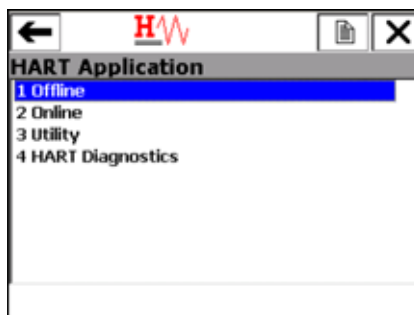 H
HART Application
1 Offline
2 Online
3 Utility
4 HART Diagnostics